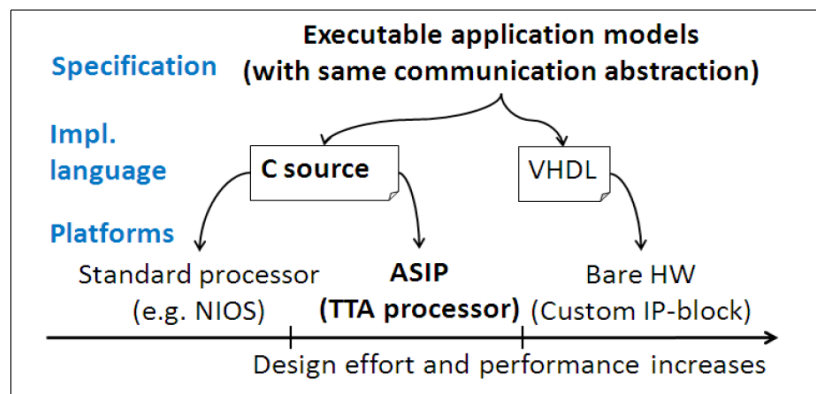 Executable application models
Specification
(with same communication abstraction)
Impl.
language
C source
VHDL
Platforms
Standard processor
(e.g. NIOS)
ASIP
(TTA processor)
Bare HW
(Custom IP-block)
Design effort and performance increases